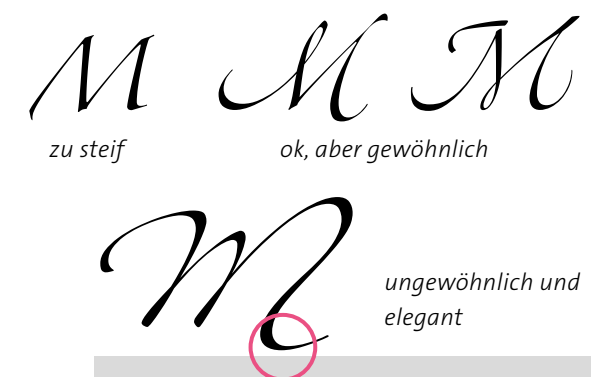 M M M
zu steif
ok, aber gewöhnlich
M
ungewöhnlich und
elegant